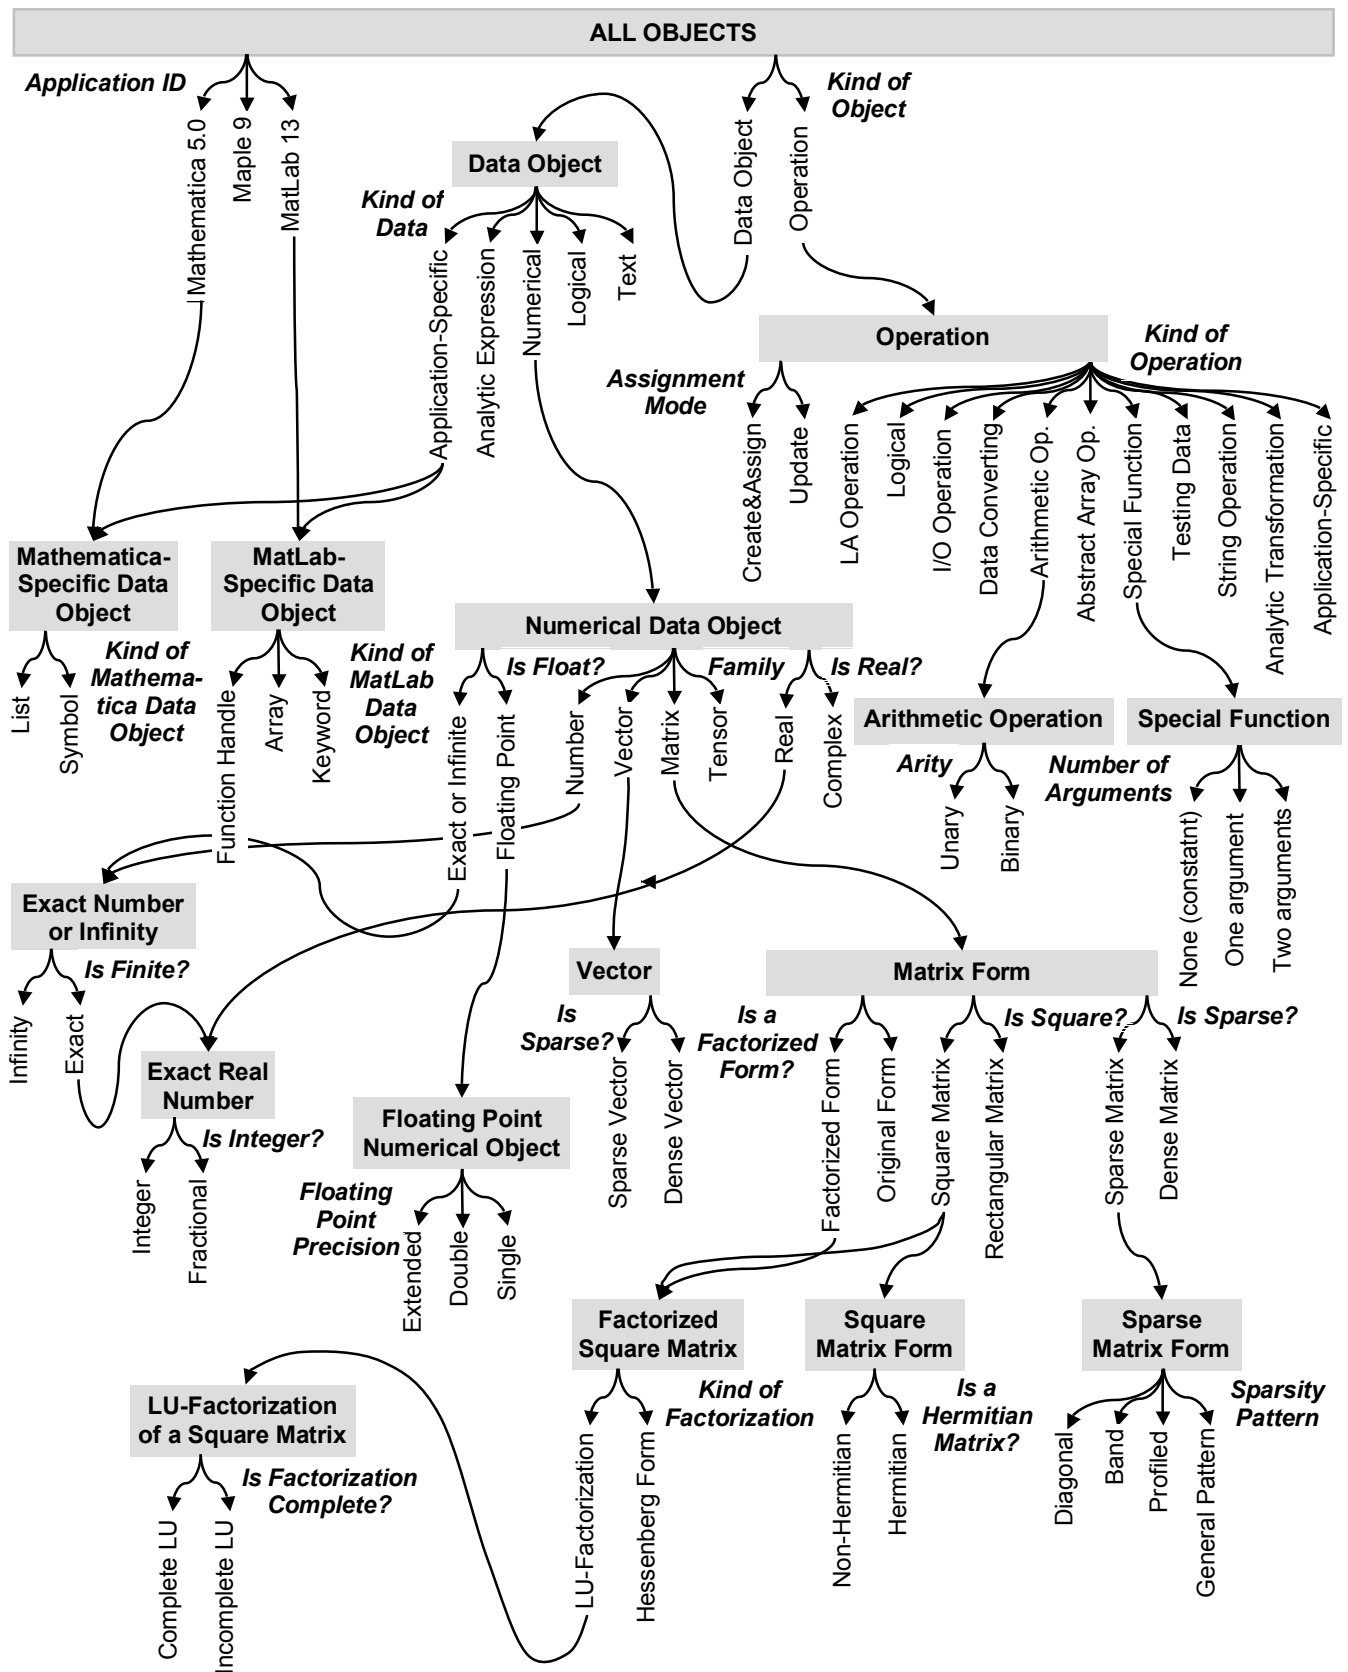 ALL OBJECTS
Application ID
Mathematica 5.0
Maple 9
MatLab 13
Kind of
Object
Data Object
Operation
Data Object
Kind of
Data
Application-Specific
Analytic Expression
Numerical
Logical
Text
Operation
Assignment
Mode
Create&Assign
Update
Kind of
Operation
LA Operation
Logical
I/O Operation
Data Converting
Arithmetic Op.
Abstract Array Op.
Special Function
Testing Data
String Operation
Analytic Transformation
Application-Specific
Mathematica-
Specific Data
Object
Kind of
Mathema-
tica Data
Object
List
Symbol
MatLab-
Specific Data
Object
Kind of
MatLab
Data
Object
Function Handle
Array
Keyword
Numerical Data Object
Is Float?
Exact or Infinite
Floating Point
Family
Number
Vector
Matrix
Tensor
Is Real?
Real
Complex
Arithmetic Operation
Arity
Unary
Binary
Special Function
Number of
Arguments
None (constatnt)
One argument
Two arguments
Exact Number
or Infinity
Is Finite?
Infinity
Exact
Exact Real
Number
Is Integer?
Integer
Fractional
Floating Point
Numerical Object
Floating
Point
Precision
Extended
Double
Single
Vector
Is
Sparse?
Sparse Vector
Dense Vector
Matrix Form
Is a
Factorized
Form?
Factorized Form
Original Form
Is Square?
Square Matrix
Rectangular Matrix
Is Sparse?
Sparse Matrix
Dense Matrix
Factorized
Square Matrix
Kind of
Factorization
LU-Factorization
Hessenberg Form
Square
Matrix Form
Is a
Hermitian
Matrix?
Non-Hermitian
Hermitian
Sparse
Matrix Form
Sparsity
Pattern
Diagonal
Band
Profiled
General Pattern
LU-Factorization
of a Square Matrix
Is Factorization
Complete?
Complete LU
Incomplete LU